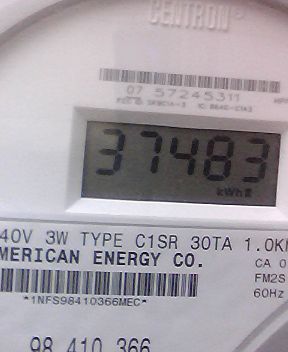 CENTRON
07 57245311
37483
kWh
40V 3W TYPE C1SR 30TA 1.0K
MERICAN ENERGY CO.
CA 0
FM2S
60Hz
*1NFS98410366MEC*
98 410 366